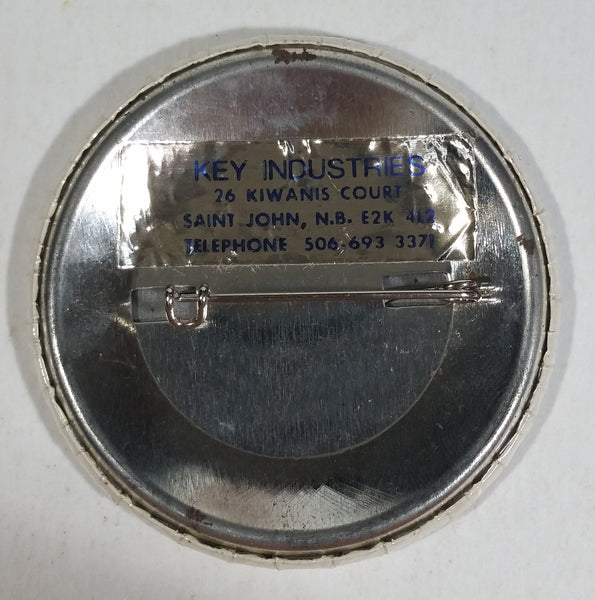 KEY INDUSTRIES
26 KIWANIS COURT
SAINT JOHN, N.B. E2K 4L2
TELEPHONE 506-693 3371